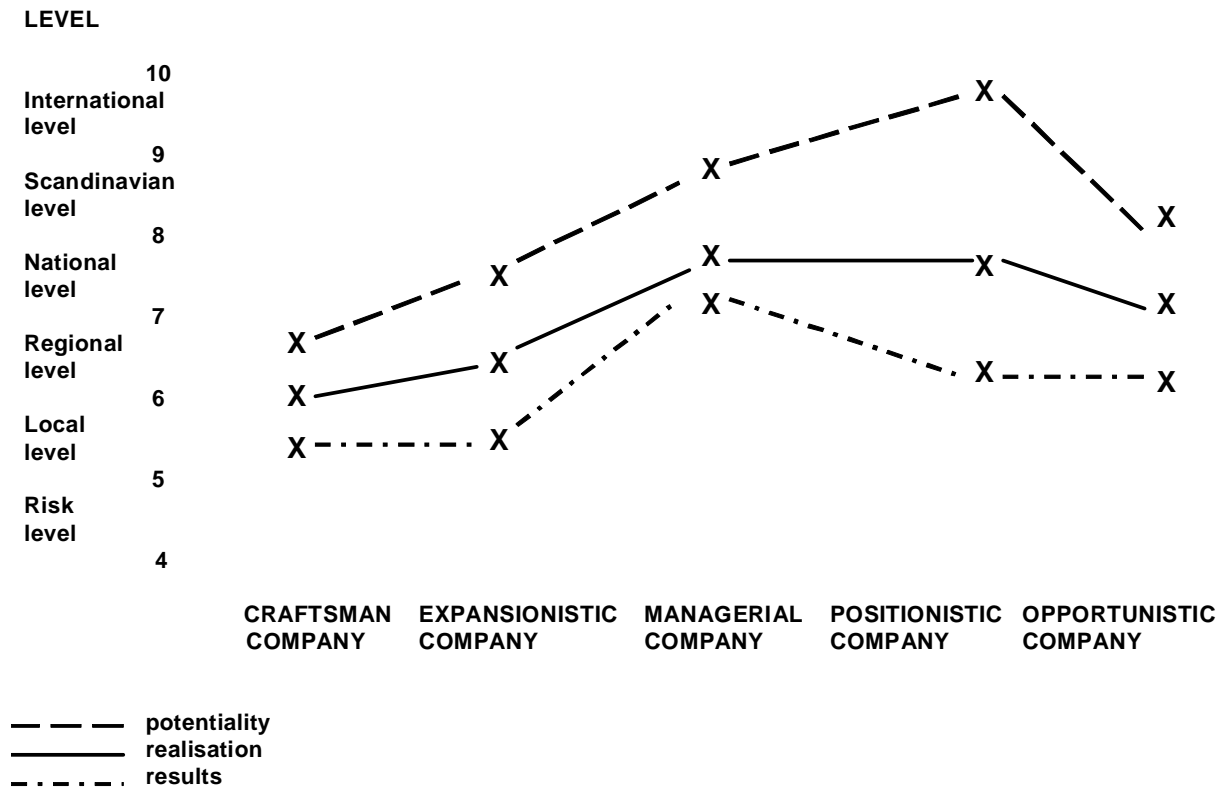 LEVEL
10
International
level
9
Scandinavian
level
8
National
level
7
Regional
level
6
Local
level
5
Risk
level
4
X X X X X
X X X X X
X X X X X
CRAFTSMAN EXPANSIONISTIC MANAGERIAL POSITIONISTIC OPPORTUNISTIC
COMPANY COMPANY COMPANY COMPANY COMPANY
potentiality
realisation
results